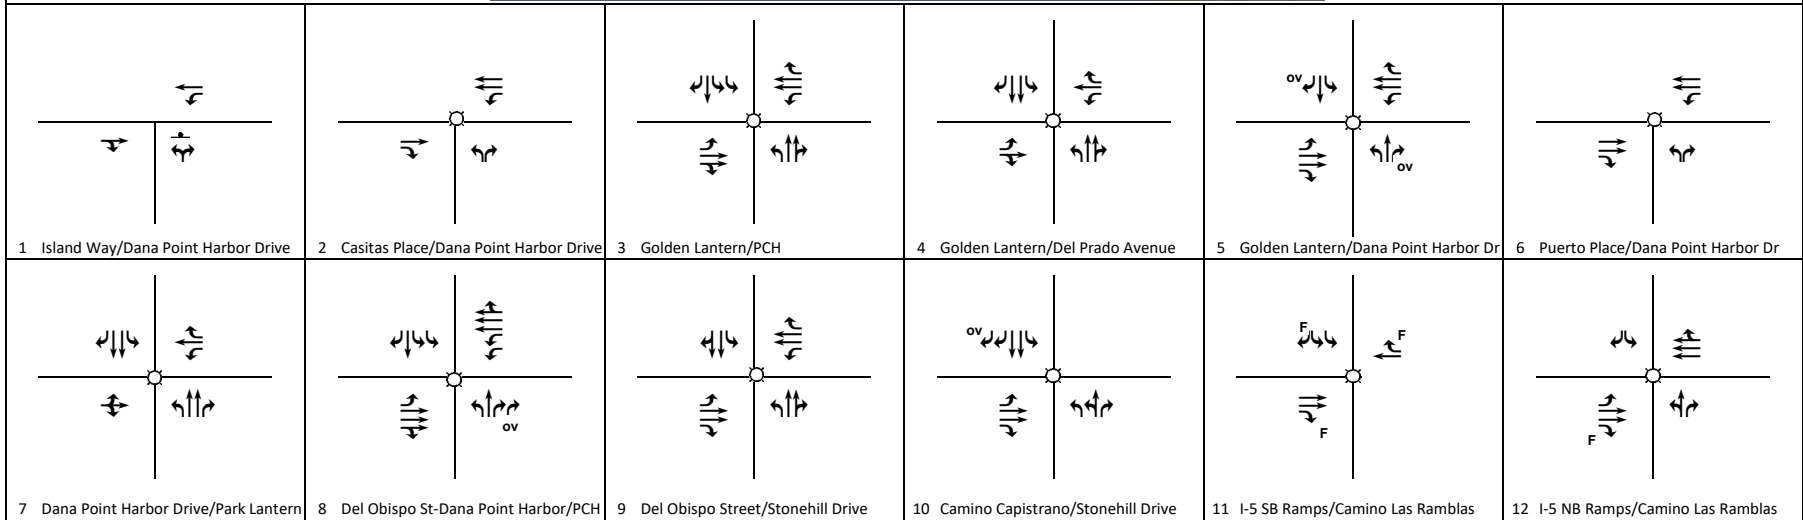 ov
ov
1 Island Way/Dana Point Harbor Drive
2 Casitas Place/Dana Point Harbor Drive
3 Golden Lantern/PCH
4 Golden Lantern/Del Prado Avenue
5 Golden Lantern/Dana Point Harbor Dr
6 Puerto Place/Dana Point Harbor Dr
ov
F
F
F
F
ov
7 Dana Point Harbor Drive/Park Lantern
8 Del Obispo St-Dana Point Harbor/PCH
9 Del Obispo Street/Stonehill Drive
10 Camino Capistrano/Stonehill Drive
11 I-5 SB Ramps/Camino Las Ramblas
12 I-5 NB Ramps/Camino Las Ramblas